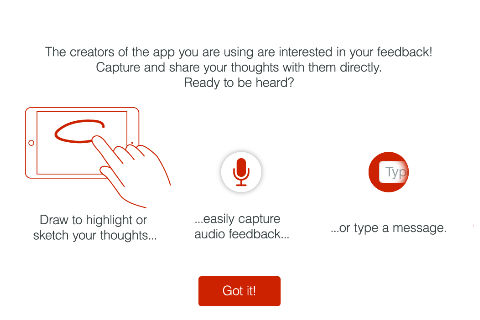 The creators of the app you are using are interested in your feedback!
Capture and share your thoughts with them directly.
Ready to be heard?
Typ
Draw to highlight or
sketch your thoughts...
...easily capture
audio feedback...
...or type a message.
Got it!